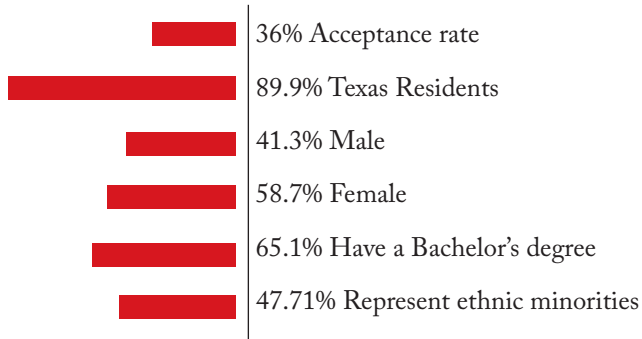 36% Acceptance rate
89.9% Texas Residents
41.3% Male
58.7% Female
65.1% Have a Bachelor’s degree
47.71% Represent ethnic minorities